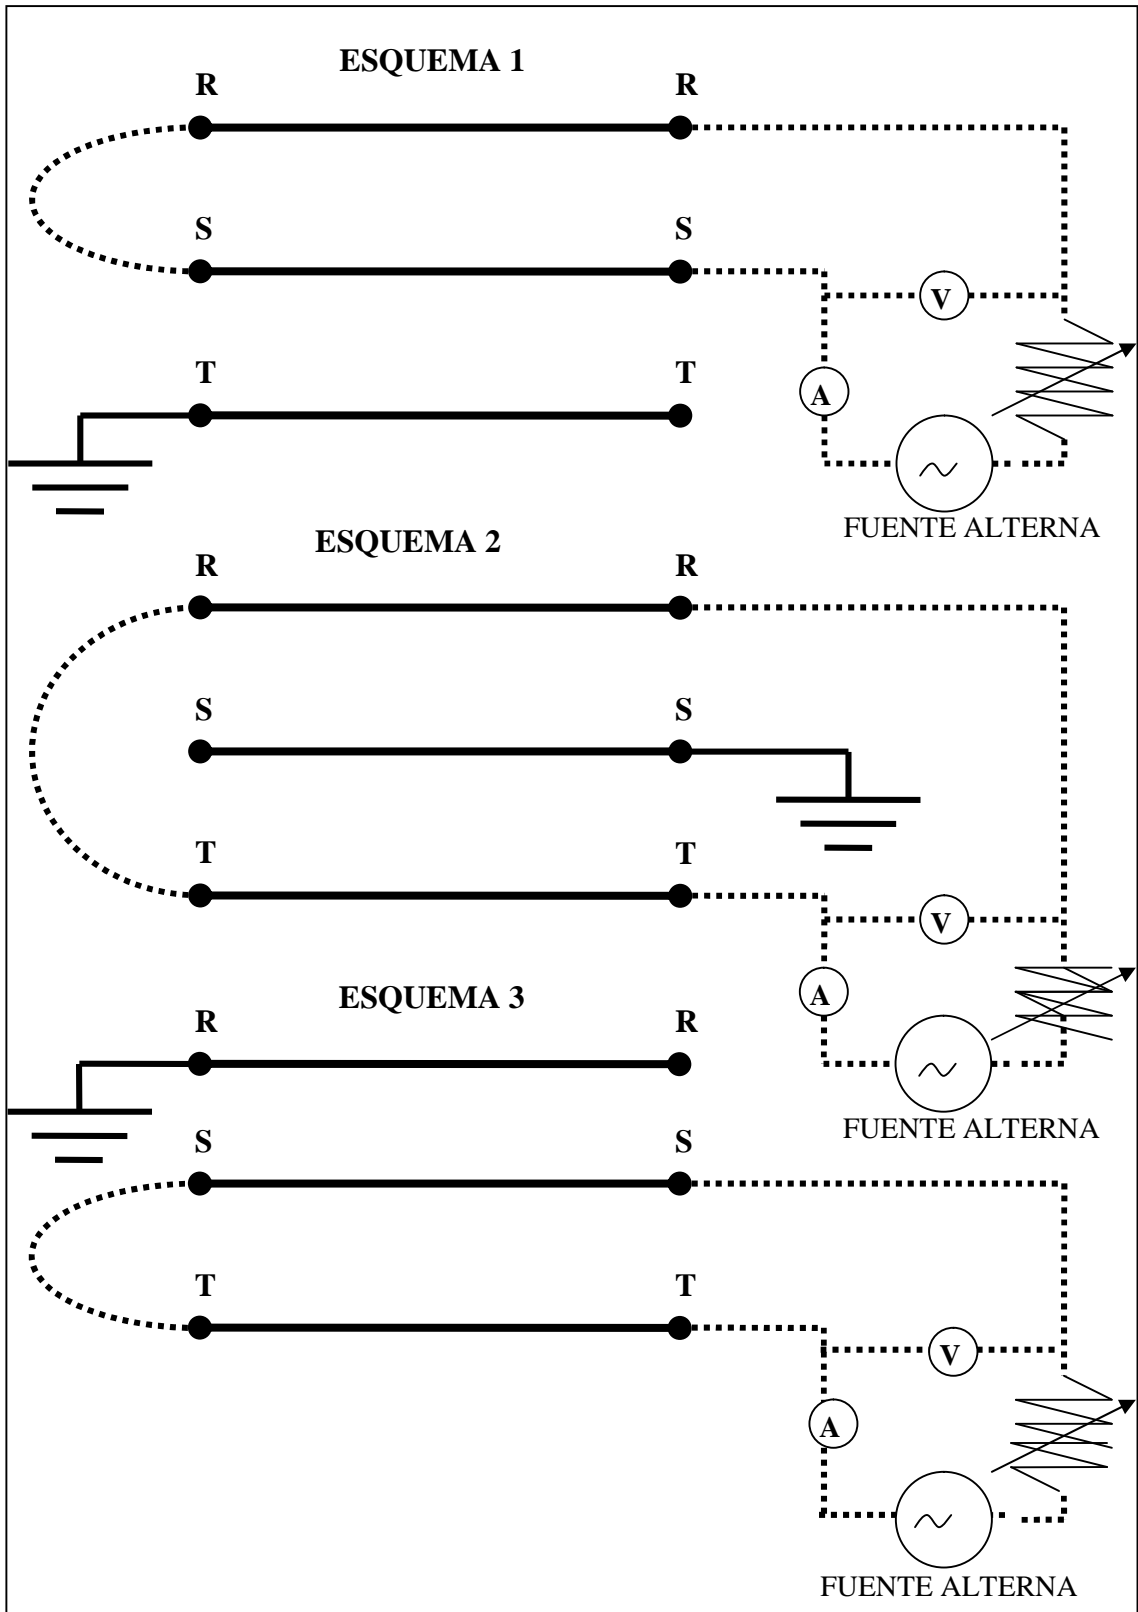 ESQUEMA 1
R R
S S
V
T T
A
FUENTE ALTERNA
ESQUEMA 2
R R
S S
T T
V
A
FUENTE ALTERNA
ESQUEMA 3
R R
S S
T T
V
A
FUENTE ALTERNA